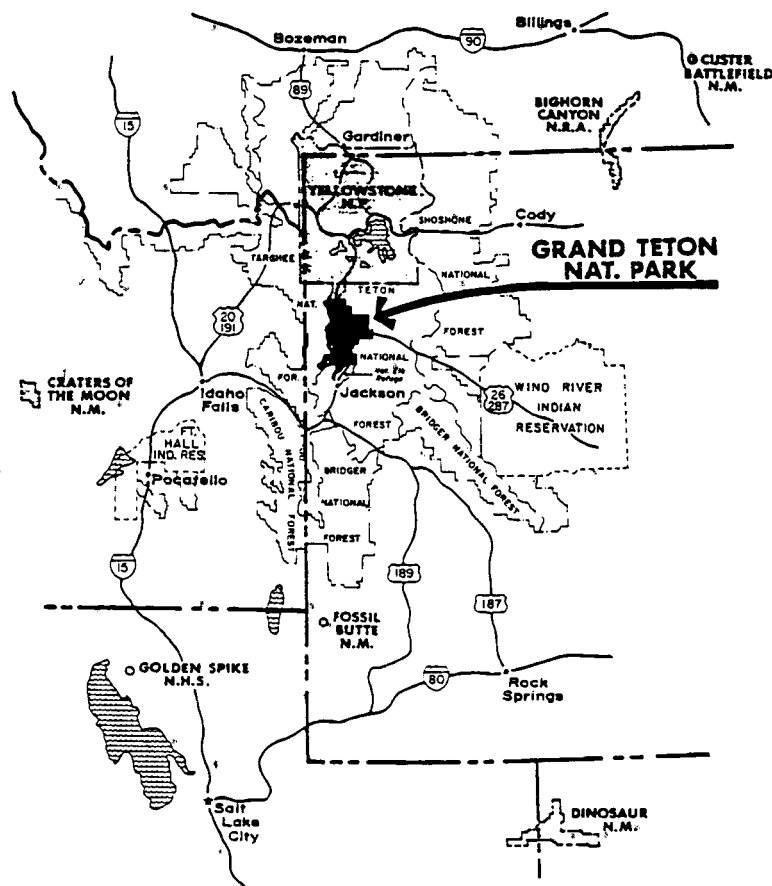 Bozeman
Billings
90
CUSTER
BATTLEFIELD
N.M.
89
15
BIGHORN
CANYON
N.R.A.
Gardiner
YELLOWSTONE
N.P.
SHOSHONE
Cody
TARGHEE
GRAND TETON
NAT. PARK
NATIONAL
TETON
NAT.
20
191
FOREST
NATIONAL
FOR.
CRATERS OF
THE MOON
N.M.
Idaho
Falls
Jackson
26
287
WIND RIVER
INDIAN
RESERVATION
FT.
HALL
IND. RES.
CARIBOU NATIONAL FOREST
FOREST
BRIDGER NATIONAL FOREST
Pocatello
BRIDGER
NATIONAL
FOREST
15
189
187
FOSSIL
BUTTE
N.M.
GOLDEN SPIKE
N.H.S.
80
Rock
Springs
Salt
Lake
City
DINOSAUR
N.M.